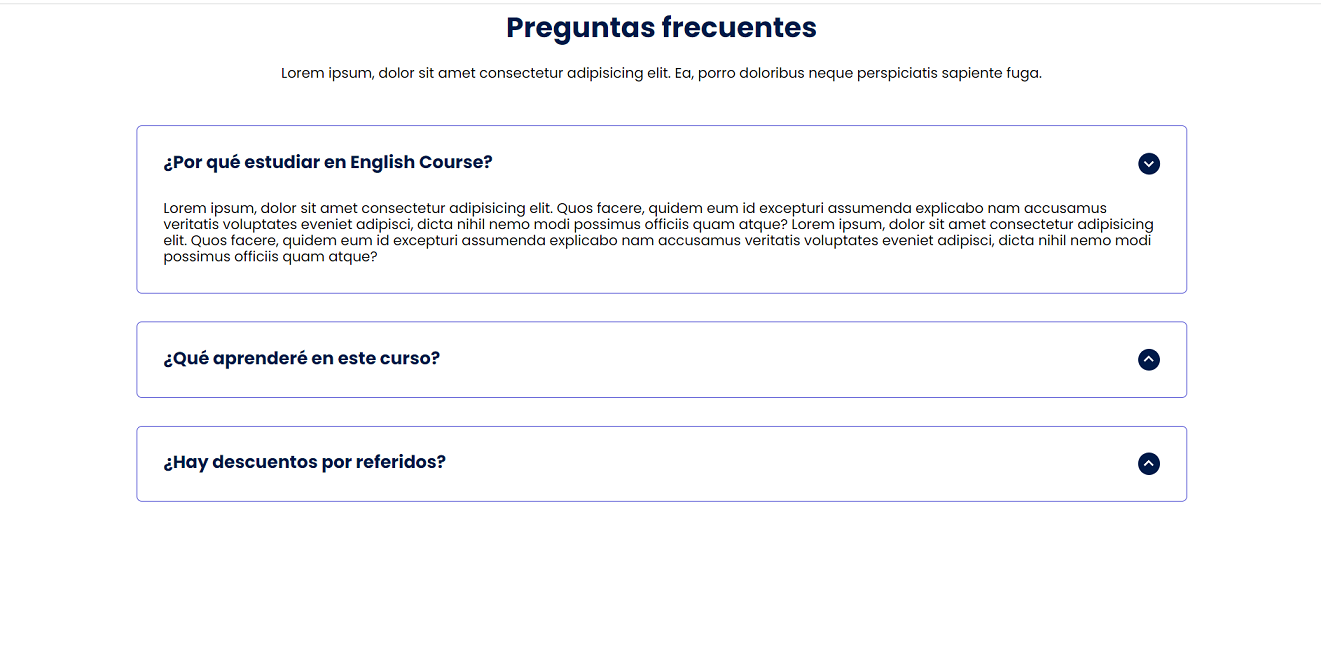 Preguntas frecuentes
Lorem ipsum, dolor sit amet consectetur adipisicing elit. Ea, porro doloribus neque perspiciatis sapiente fuga.
¿Por qué estudiar en English Course?
Lorem ipsum, dolor sit amet consectetur adipisicing elit. Quos facere, quidem eum id excepturi assumenda explicabo nam accusamus
veritatis voluptates eveniet adipisci, dicta nihil nemo modi possimus officiis quam atque? Lorem ipsum, dolor sit amet consectetur adipisicing
elit. Quos facere, quidem eum id excepturi assumenda explicabo nam accusamus veritatis voluptates eveniet adipisci, dicta nihil nemo modi
possimus officiis quam atque?
¿Qué aprenderé en este curso?
¿Hay descuentos por referidos?